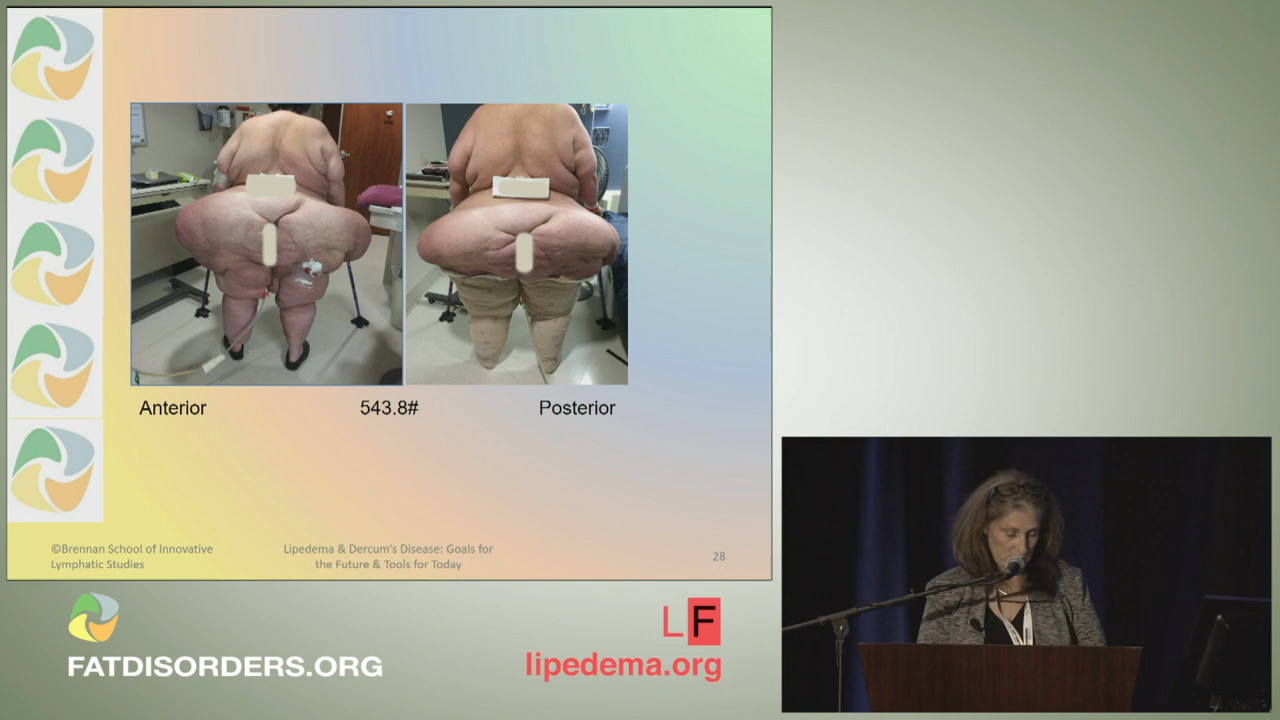 Anterior 543.8# Posterior
©Brennan School of Innovative
Lymphatic Studies
Lipedema & Dercum's Disease: Goals for
the Future & Tools for Today
28
FATDISORDERS.ORG
LF
lipedema.org